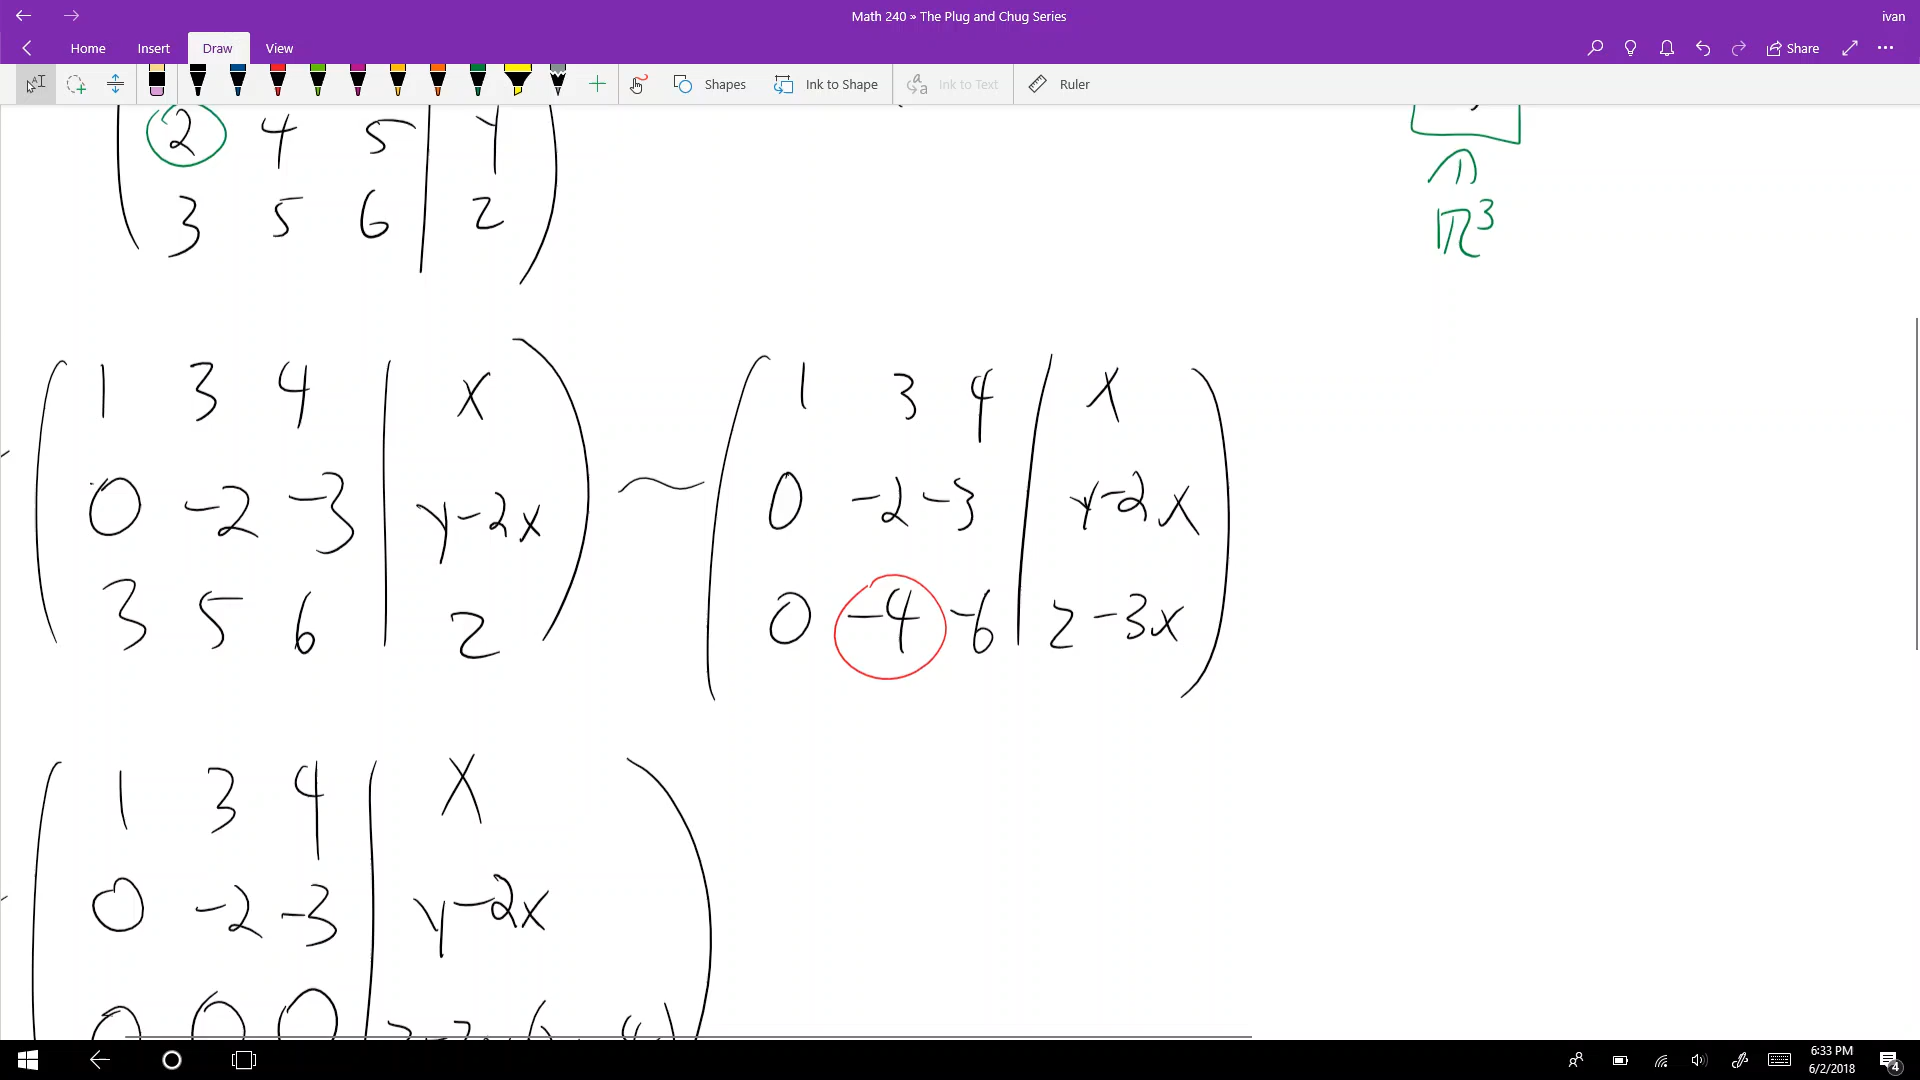 Math 240 » The Plug and Chug Series
ivan
Home Insert Draw View
Share
Shapes Ink to Shape Ink to Text Ruler
2 4 5 | y
3 5 6 | z
ℝ³
1 3 4 | x
0 -2 -3 | y-2x
3 5 6 | z
~
1 3 4 | x
0 -2 -3 | y-2x
0 -4 -6 | z-3x
1 3 4 | x
0 -2 -3 | y-2x
0 0 0
6:33 PM
6/2/2018
4